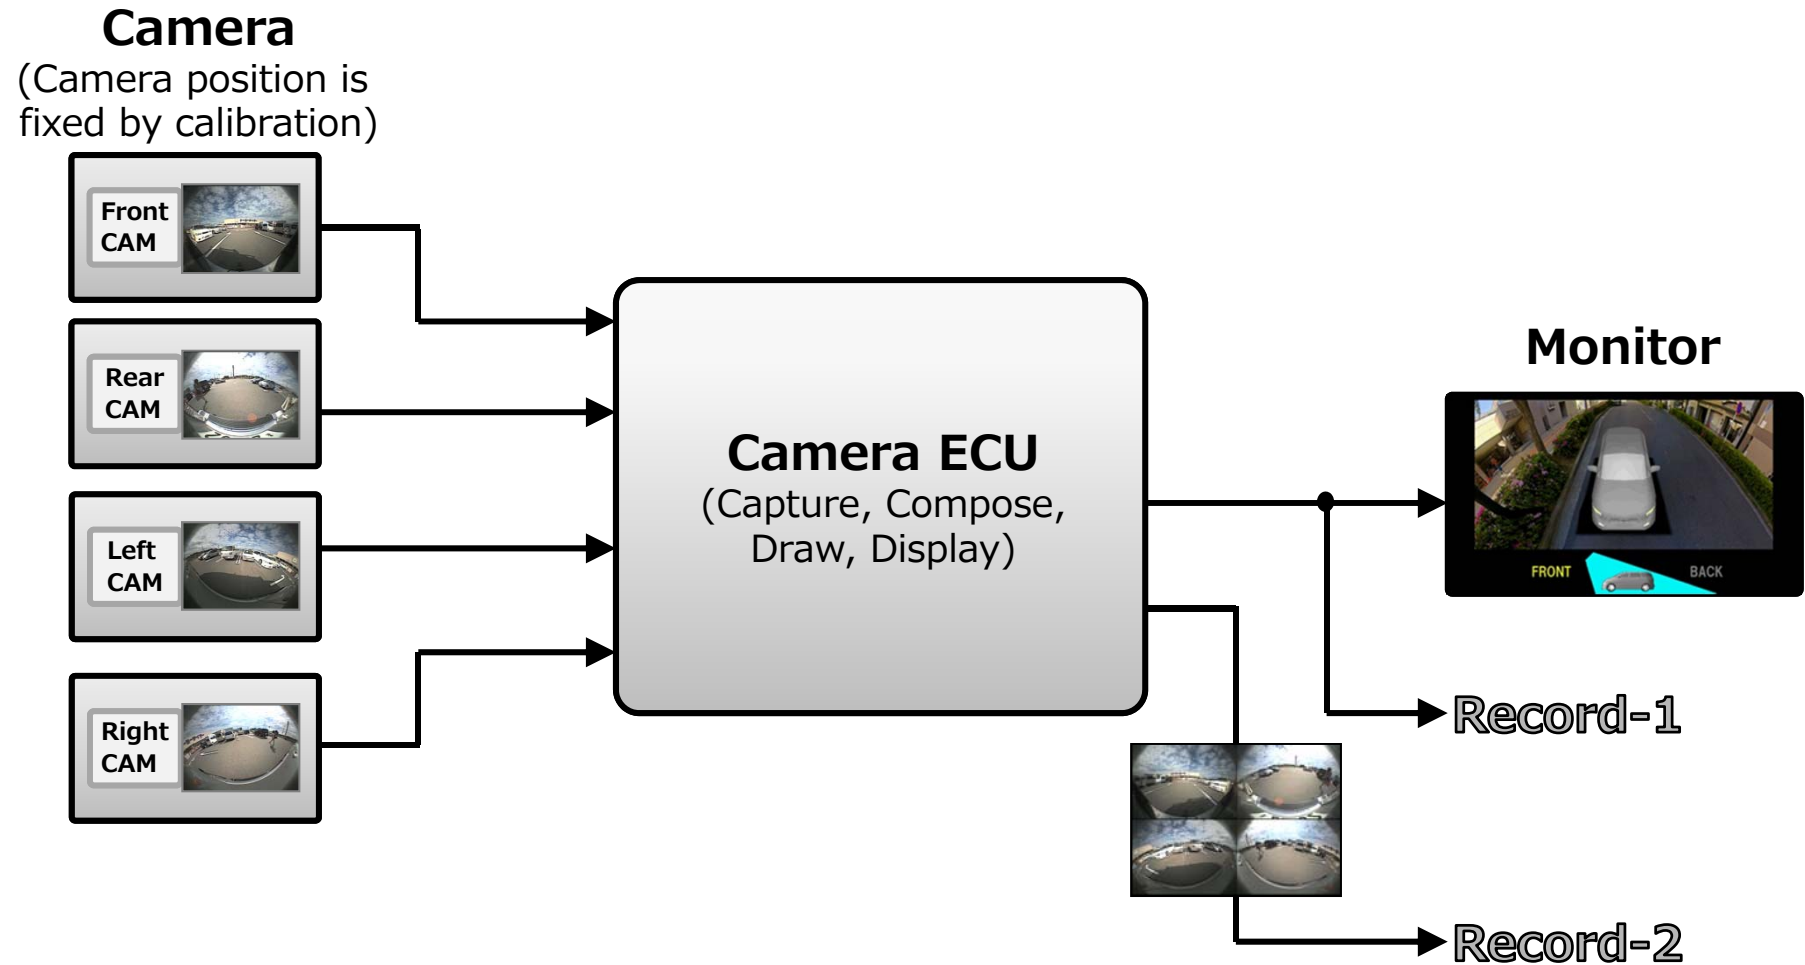 Camera
(Camera position is
fixed by calibration)
Front
CAM
Rear
CAM
Left
CAM
Right
CAM
Camera ECU
(Capture, Compose,
Draw, Display)
Monitor
FRONT
BACK
Record-1
Record-2